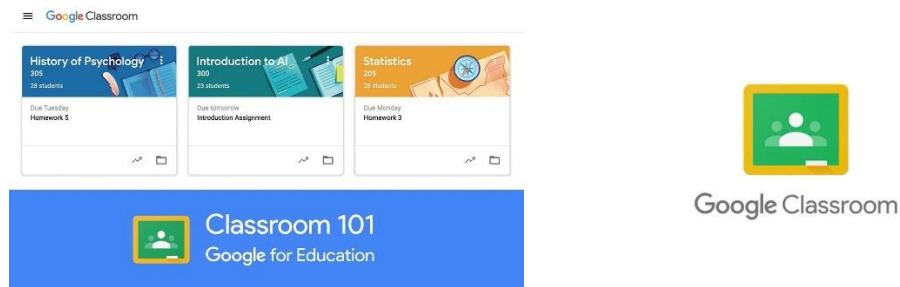 Google Classroom
History of Psychology
305
28 students
Due Tuesday
Homework 5
Introduction to AI
300
23 students
Due tomorrow
Introduction Assignment
Statistics
205
28 students
Due Monday
Homework 3
Classroom 101
Google for Education
Google Classroom